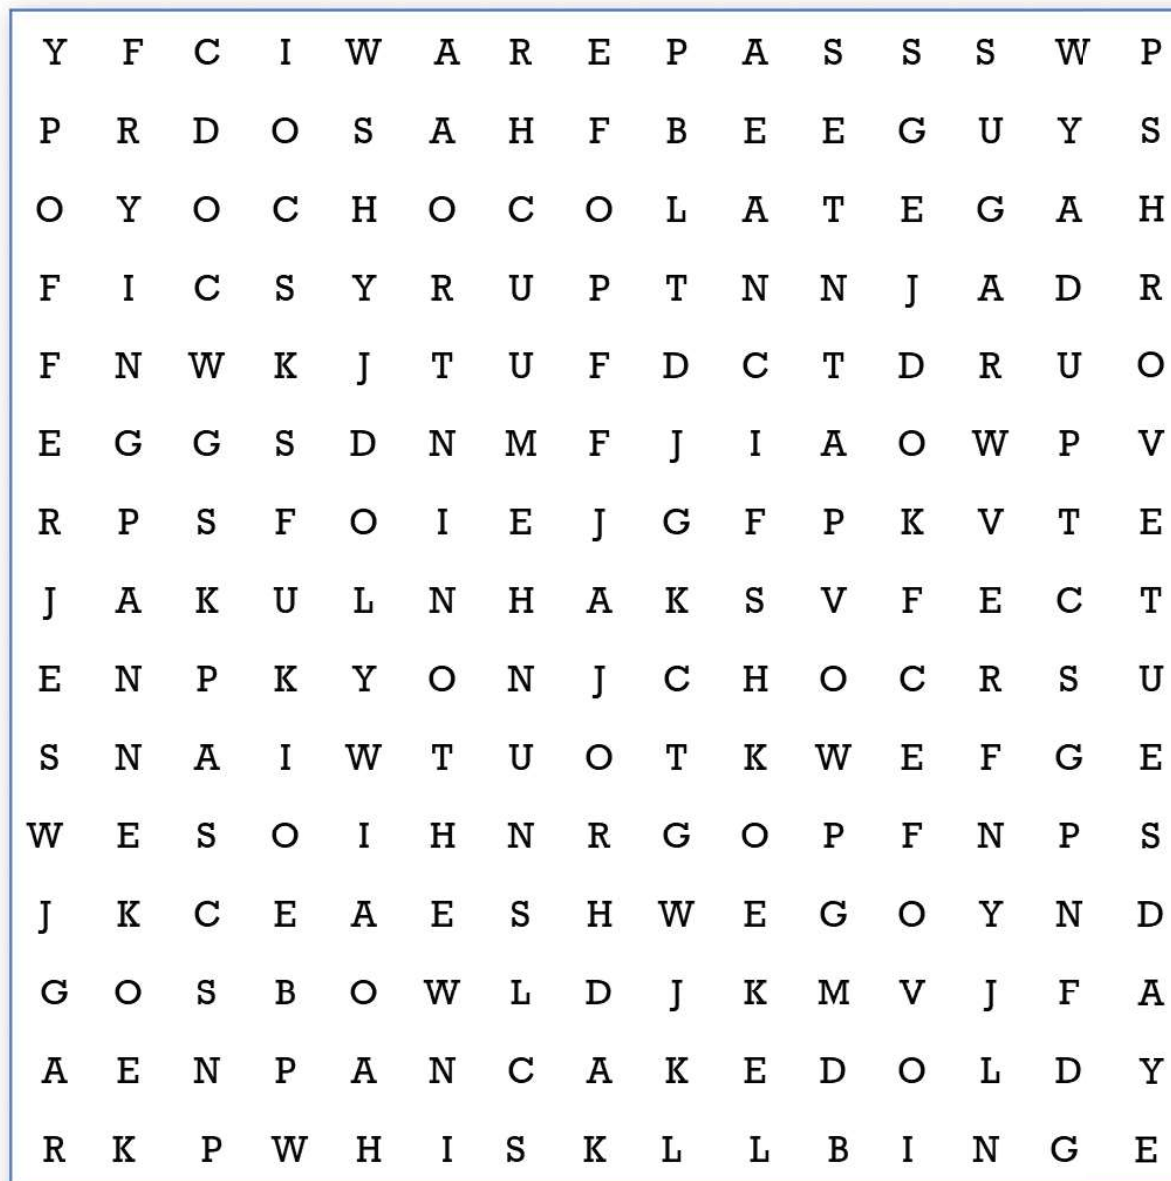 Y F C I W A R E P A S S S W P
P R D O S A H F B E E G U Y S
O Y O C H O C O L A T E G A H
F I C S Y R U P T N N J A D R
F N W K J T U F D C T D R U O
E G G S D N M F J I A O W P V
R P S F O I E J G F P K V T E
J A K U L N H A K S V F E C T
E N P K Y O N J C H O C R S U
S N A I W T U O T K W E F G E
W E S O I H N R G O P F N P S
J K C E A E S H W E G O Y N D
G O S B O W L D J K M V J F A
A E N P A N C A K E D O L D Y
R K P W H I S K L L B I N G E